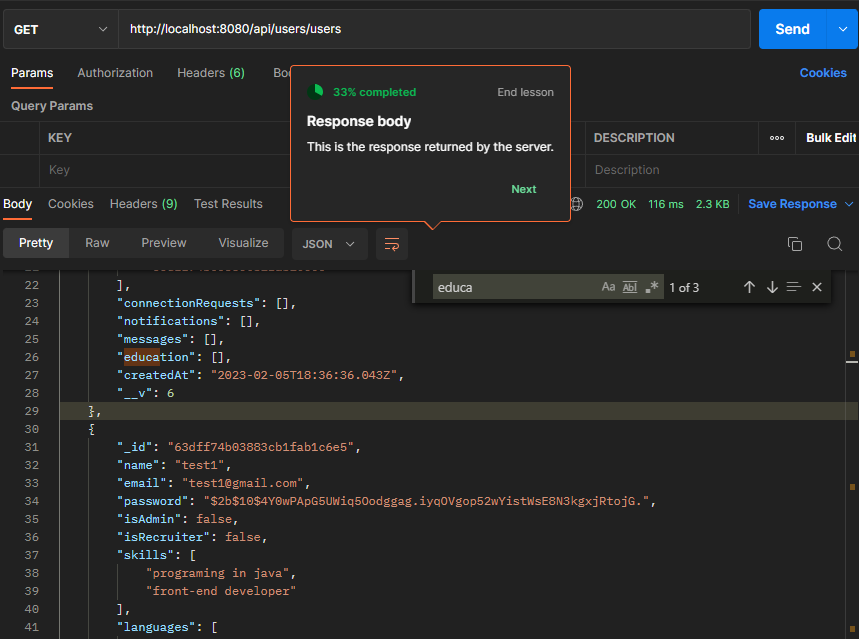 GET http://localhost:8080/api/users/users Send
Params Authorization Headers (6) Cookies
33% completed End lesson
Response body
This is the response returned by the server.
Next
Query Params
KEY DESCRIPTION Bulk Edit
Key Description
Body Cookies Headers (9) Test Results 200 OK 116 ms 2.3 KB Save Response
Pretty Raw Preview Visualize JSON
educa Aa Abl .* 1 of 3
22 ],
23 "connectionRequests": [],
24 "notifications": [],
25 "messages": [],
26 "education": [],
27 "createdAt": "2023-02-05T18:36:36.043Z",
28 "__v": 6
29 },
30 {
31 "_id": "63dff74b03883cb1fab1c6e5",
32 "name": "test1",
33 "email": "test1@gmail.com",
34 "password": "$2b$10$4Y0wPApG5UWiq5Oodggag.iyqOVgop52wYistWsE8N3kgxjRtojG.",
35 "isAdmin": false,
36 "isRecruiter": false,
37 "skills": [
38 "programing in java",
39 "front-end developer"
40 ],
41 "languages": [